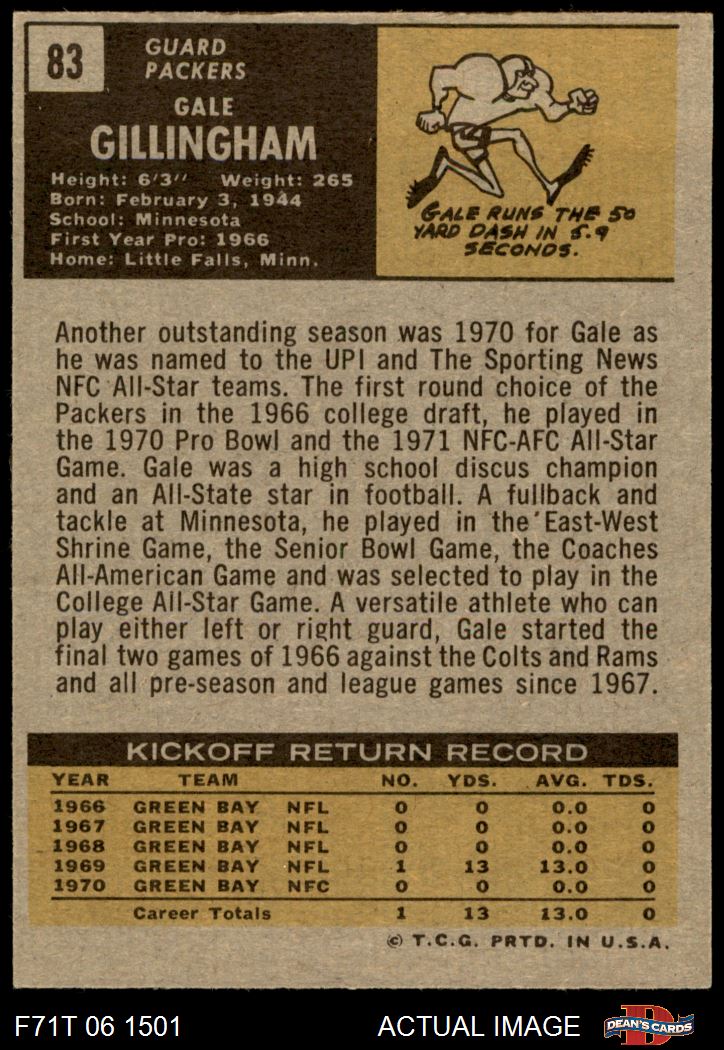 83
GUARD
PACKERS
GALE
GILLINGHAM
Height: 6'3" Weight: 265
Born: February 3, 1944
School: Minnesota
First Year Pro: 1966
Home: Little Falls, Minn.
GALE RUNS THE 50
YARD DASH IN 5.9
SECONDS.
Another outstanding season was 1970 for Gale as
he was named to the UPI and The Sporting News
NFC All-Star teams. The first round choice of the
Packers in the 1966 college draft, he played in
the 1970 Pro Bowl and the 1971 NFC-AFC All-Star
Game. Gale was a high school discus champion
and an All-State star in football. A fullback and
tackle at Minnesota, he played in the East-West
Shrine Game, the Senior Bowl Game, the Coaches
All-American Game and was selected to play in the
College All-Star Game. A versatile athlete who can
play either left or right guard, Gale started the
final two games of 1966 against the Colts and Rams
and all pre-season and league games since 1967.
KICKOFF RETURN RECORD
YEAR TEAM NO. YDS. AVG. TDS.
1966 GREEN BAY NFL 0 0 0.0 0
1967 GREEN BAY NFL 0 0 0.0 0
1968 GREEN BAY NFL 0 0 0.0 0
1969 GREEN BAY NFL 1 13 13.0 0
1970 GREEN BAY NFC 0 0 0.0 0
Career Totals 1 13 13.0 0
© T.C.G. PRTD. IN U.S.A.
F71T 06 1501 ACTUAL IMAGE D DEAN'S CARDS